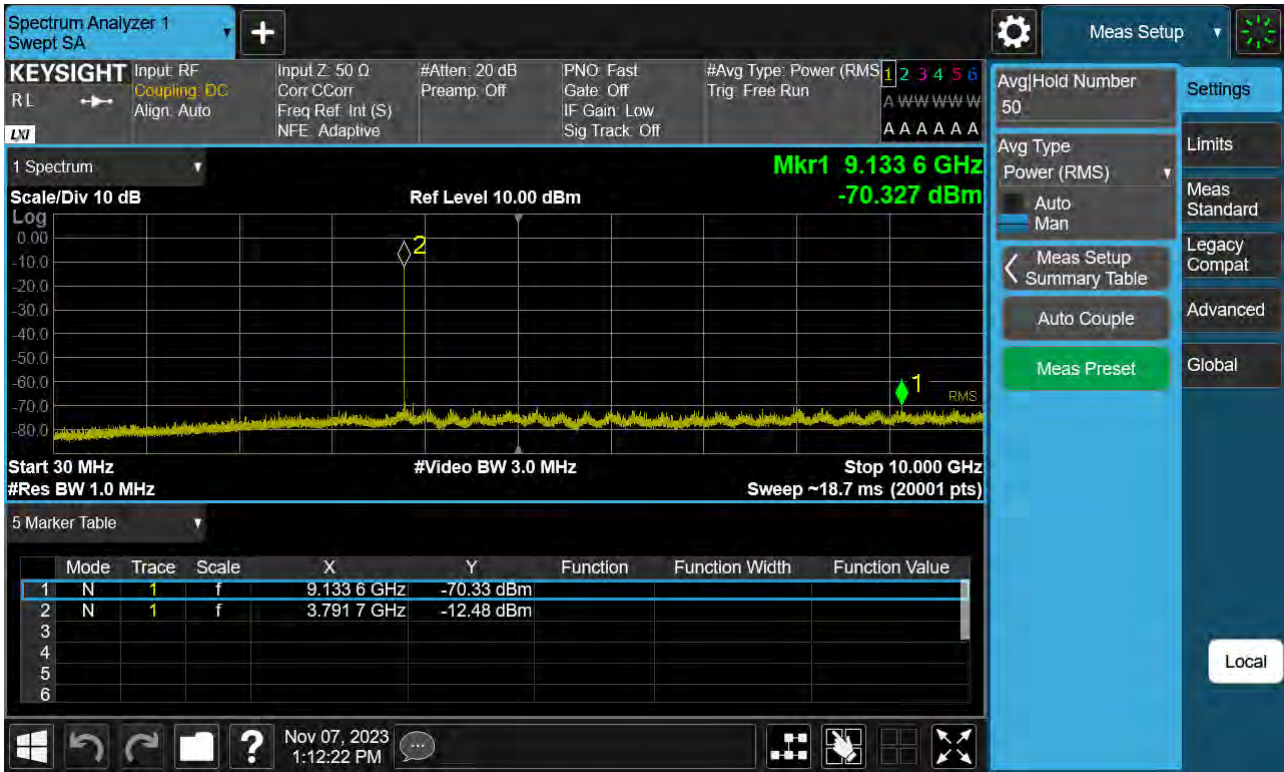 Spectrum Analyzer 1
Swept SA
Meas Setup
KEYSIGHT
RL
LXI
Input: RF
Coupling: DC
Align: Auto
Input Z: 50 Ω
Corr CCorr
Freq Ref: Int (S)
NFE: Adaptive
#Atten: 20 dB
Preamp: Off
PNO: Fast
Gate: Off
IF Gain: Low
Sig Track: Off
#Avg Type: Power (RMS
Trig: Free Run
1 2 3 4 5 6
A W W W W W
A A A A A A
1 Spectrum
Mkr1 9.133 6 GHz
-70.327 dBm
Scale/Div 10 dB
Ref Level 10.00 dBm
Log
0.00
-10.0
-20.0
-30.0
-40.0
-50.0
-60.0
-70.0
-80.0
2
1
RMS
Start 30 MHz
#Video BW 3.0 MHz
Stop 10.000 GHz
#Res BW 1.0 MHz
Sweep ~18.7 ms (20001 pts)
5 Marker Table
Mode Trace Scale X Y Function Function Width Function Value
1 N 1 f 9.133 6 GHz -70.33 dBm
2 N 1 f 3.791 7 GHz -12.48 dBm
3
4
5
6
Avg|Hold Number
50
Avg Type
Power (RMS)
Auto
Man
Meas Setup
Summary Table
Auto Couple
Meas Preset
Settings
Limits
Meas
Standard
Legacy
Compat
Advanced
Global
Local
?
Nov 07, 2023
1:12:22 PM